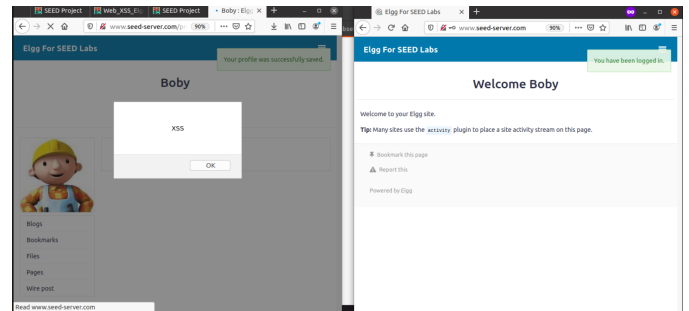 SEED Project
Web_XSS_Elg
SEED Project
Boby : Elgg
www.seed-server.com/p
90%
Elgg For SEED Labs
Your profile was successfully saved.
Boby
XSS
OK
Blogs
Bookmarks
Files
Pages
Wire post
Read www.seed-server.com
Elgg For SEED Labs
www.seed-server.com
90%
Elgg For SEED Labs
You have been logged in.
Welcome Boby
Welcome to your Elgg site.
Tip: Many sites use the activity plugin to place a site activity stream on this page.
Bookmark this page
Report this
Powered by Elgg